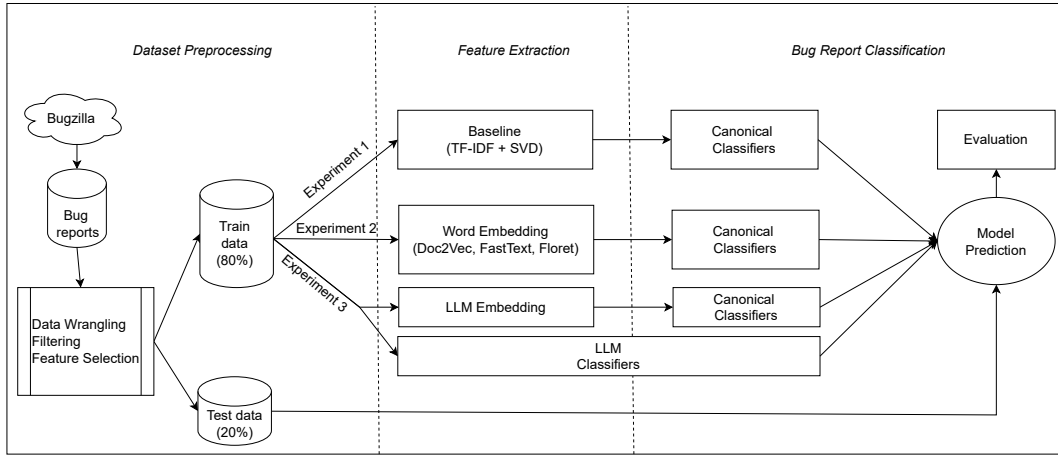 Dataset Preprocessing
Feature Extraction
Bug Report Classification
Bugzilla
Bug
reports
Data Wrangling
Filtering
Feature Selection
Train
data
(80%)
Test data
(20%)
Experiment 1
Experiment 2
Experiment 3
Baseline
(TF-IDF + SVD)
Word Embedding
(Doc2Vec, FastText, Floret)
LLM Embedding
LLM
Classifiers
Canonical
Classifiers
Canonical
Classifiers
Canonical
Classifiers
Evaluation
Model
Prediction